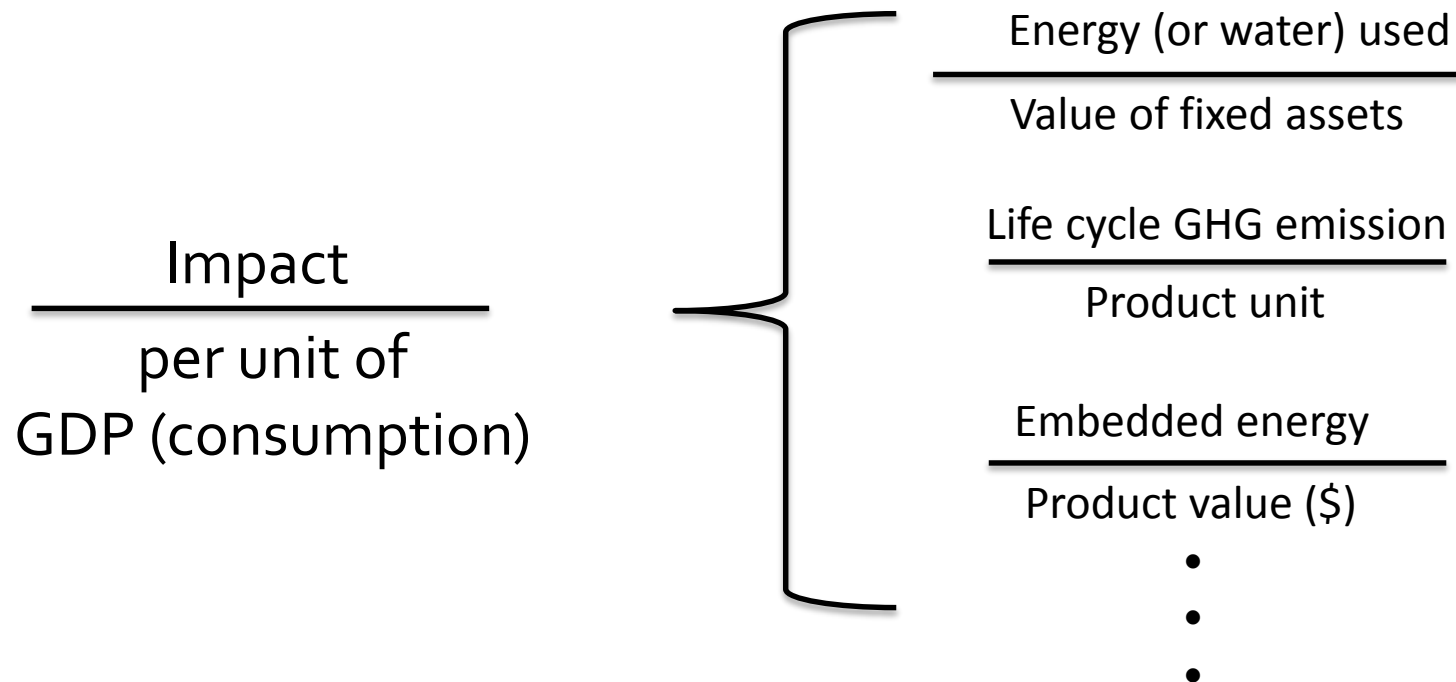 Impact
per unit of
GDP (consumption)
Energy (or water) used
Value of fixed assets
Life cycle GHG emission
Product unit
Embedded energy
Product value ($)
•
•
•